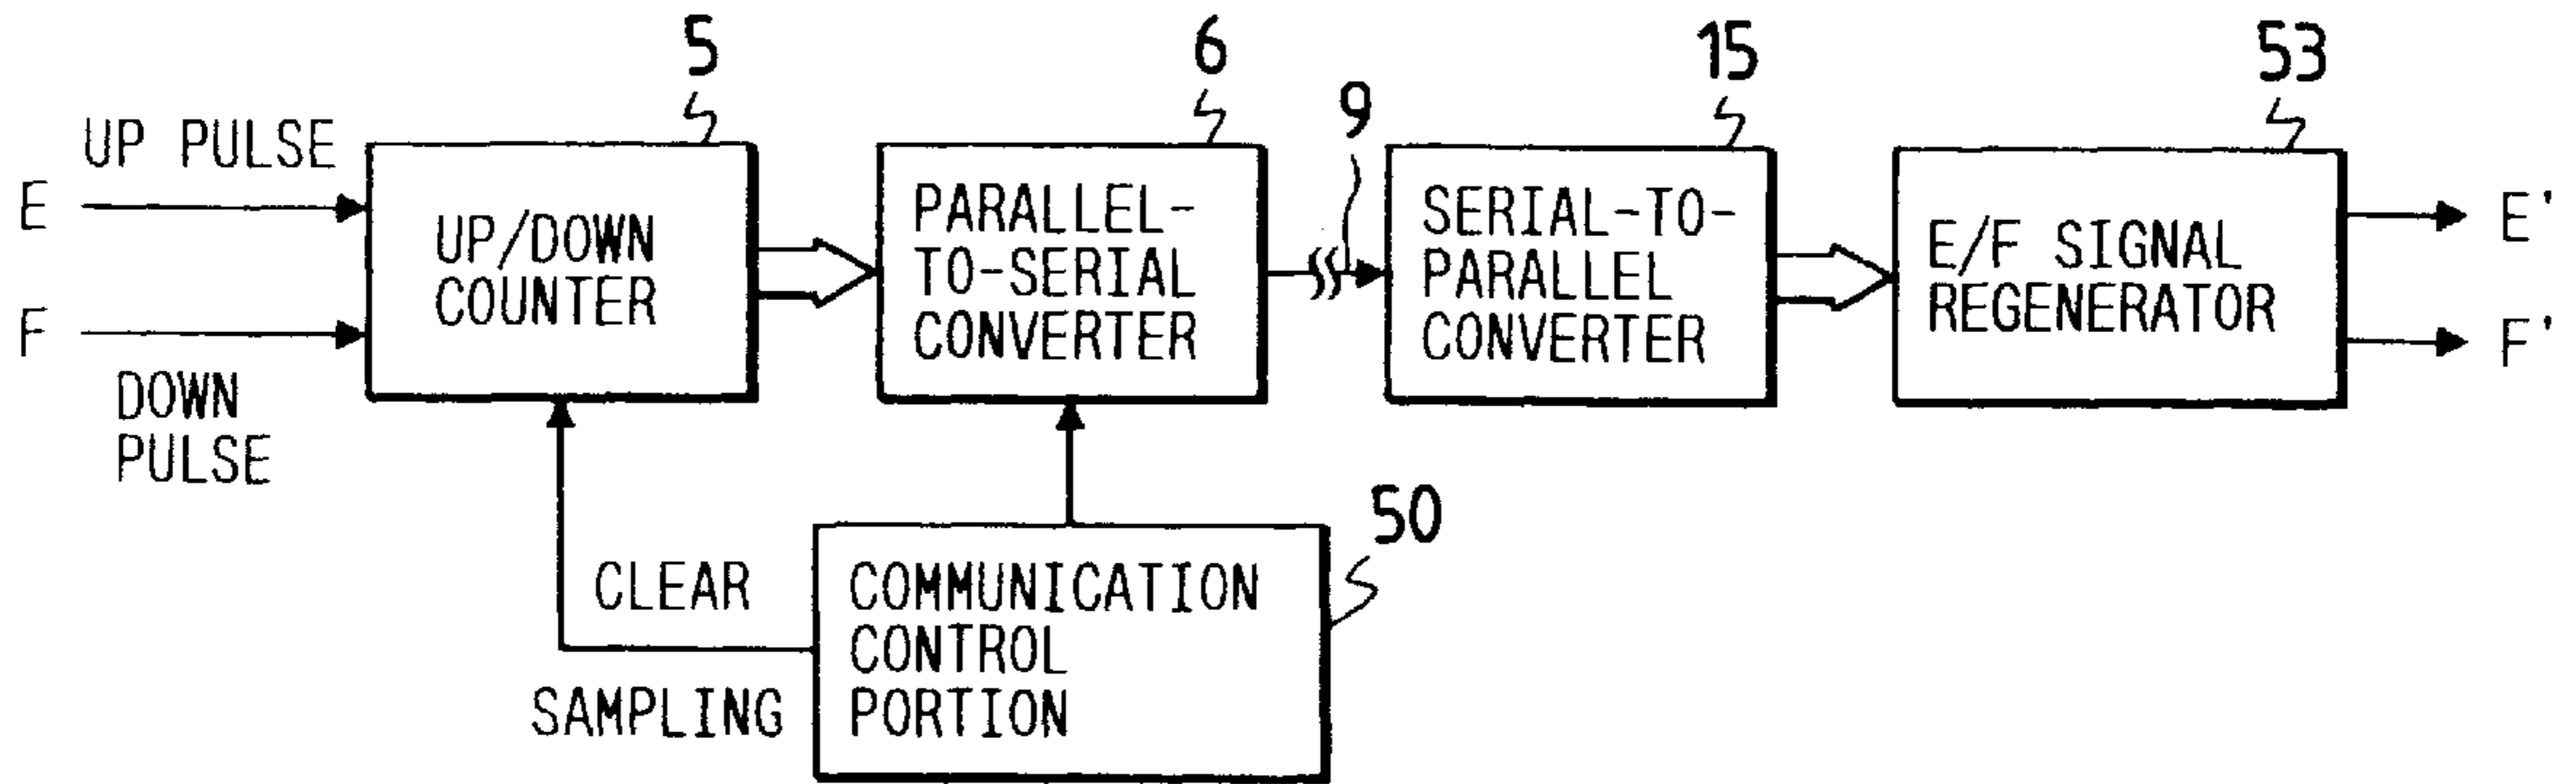 5
6
15
53
9
UP PULSE
E
F
DOWN
PULSE
UP/DOWN
COUNTER
PARALLEL-
TO-SERIAL
CONVERTER
SERIAL-TO-
PARALLEL
CONVERTER
E/F SIGNAL
REGENERATOR
E'
F'
50
CLEAR
SAMPLING
COMMUNICATION
CONTROL
PORTION